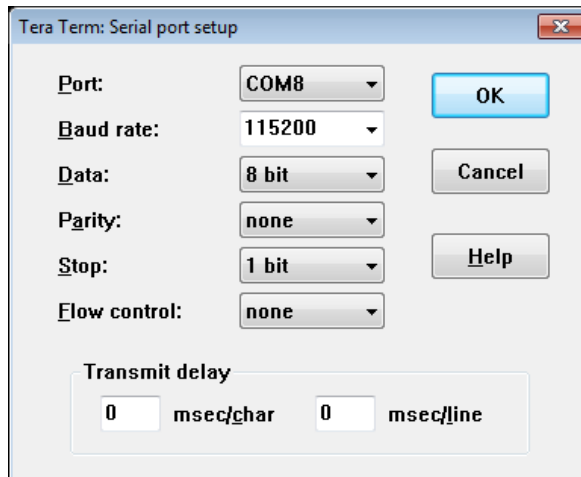 Tera Term: Serial port setup
Port: COM8
OK
Baud rate: 115200
Data: 8 bit
Cancel
Parity: none
Stop: 1 bit
Help
Flow control: none
Transmit delay
0 msec/char 0 msec/line